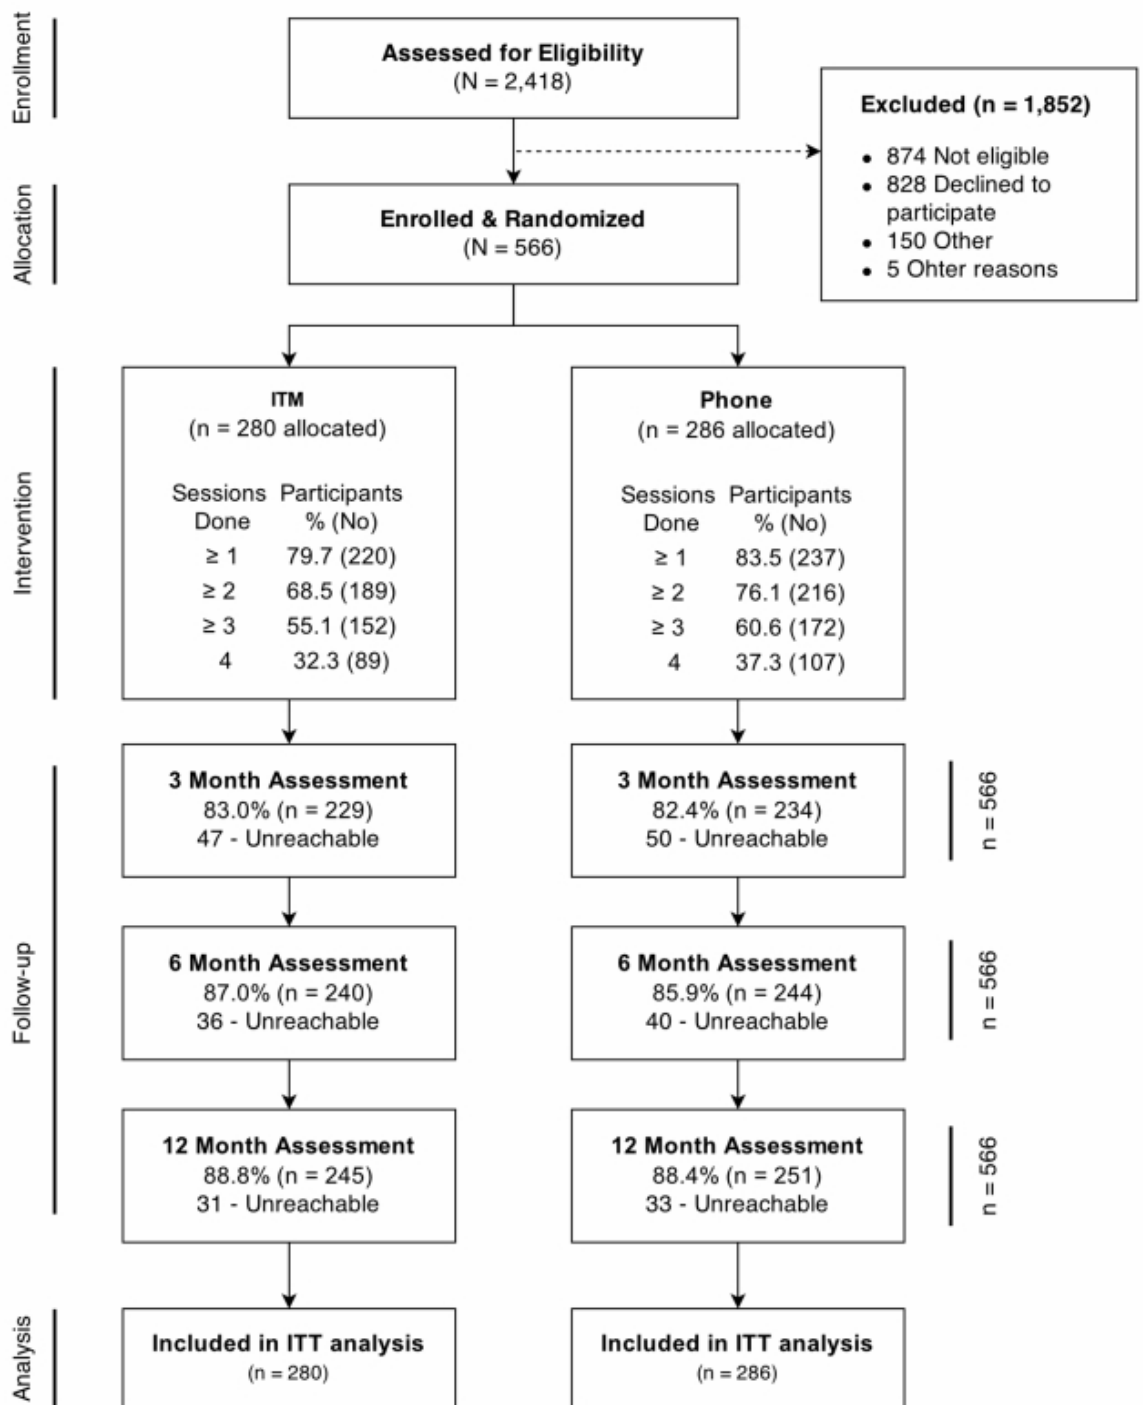 Enrollment
Assessed for Eligibility
(N = 2,418)
Excluded (n = 1,852)
• 874 Not eligible
• 828 Declined to
participate
• 150 Other
• 5 Ohter reasons
Allocation
Enrolled & Randomized
(N = 566)
Intervention
ITM
(n = 280 allocated)
Sessions Participants
Done % (No)
≥ 1 79.7 (220)
≥ 2 68.5 (189)
≥ 3 55.1 (152)
4 32.3 (89)
Phone
(n = 286 allocated)
Sessions Participants
Done % (No)
≥ 1 83.5 (237)
≥ 2 76.1 (216)
≥ 3 60.6 (172)
4 37.3 (107)
Follow-up
3 Month Assessment
83.0% (n = 229)
47 - Unreachable
3 Month Assessment
82.4% (n = 234)
50 - Unreachable
n = 566
6 Month Assessment
87.0% (n = 240)
36 - Unreachable
6 Month Assessment
85.9% (n = 244)
40 - Unreachable
n = 566
12 Month Assessment
88.8% (n = 245)
31 - Unreachable
12 Month Assessment
88.4% (n = 251)
33 - Unreachable
n = 566
Analysis
Included in ITT analysis
(n = 280)
Included in ITT analysis
(n = 286)